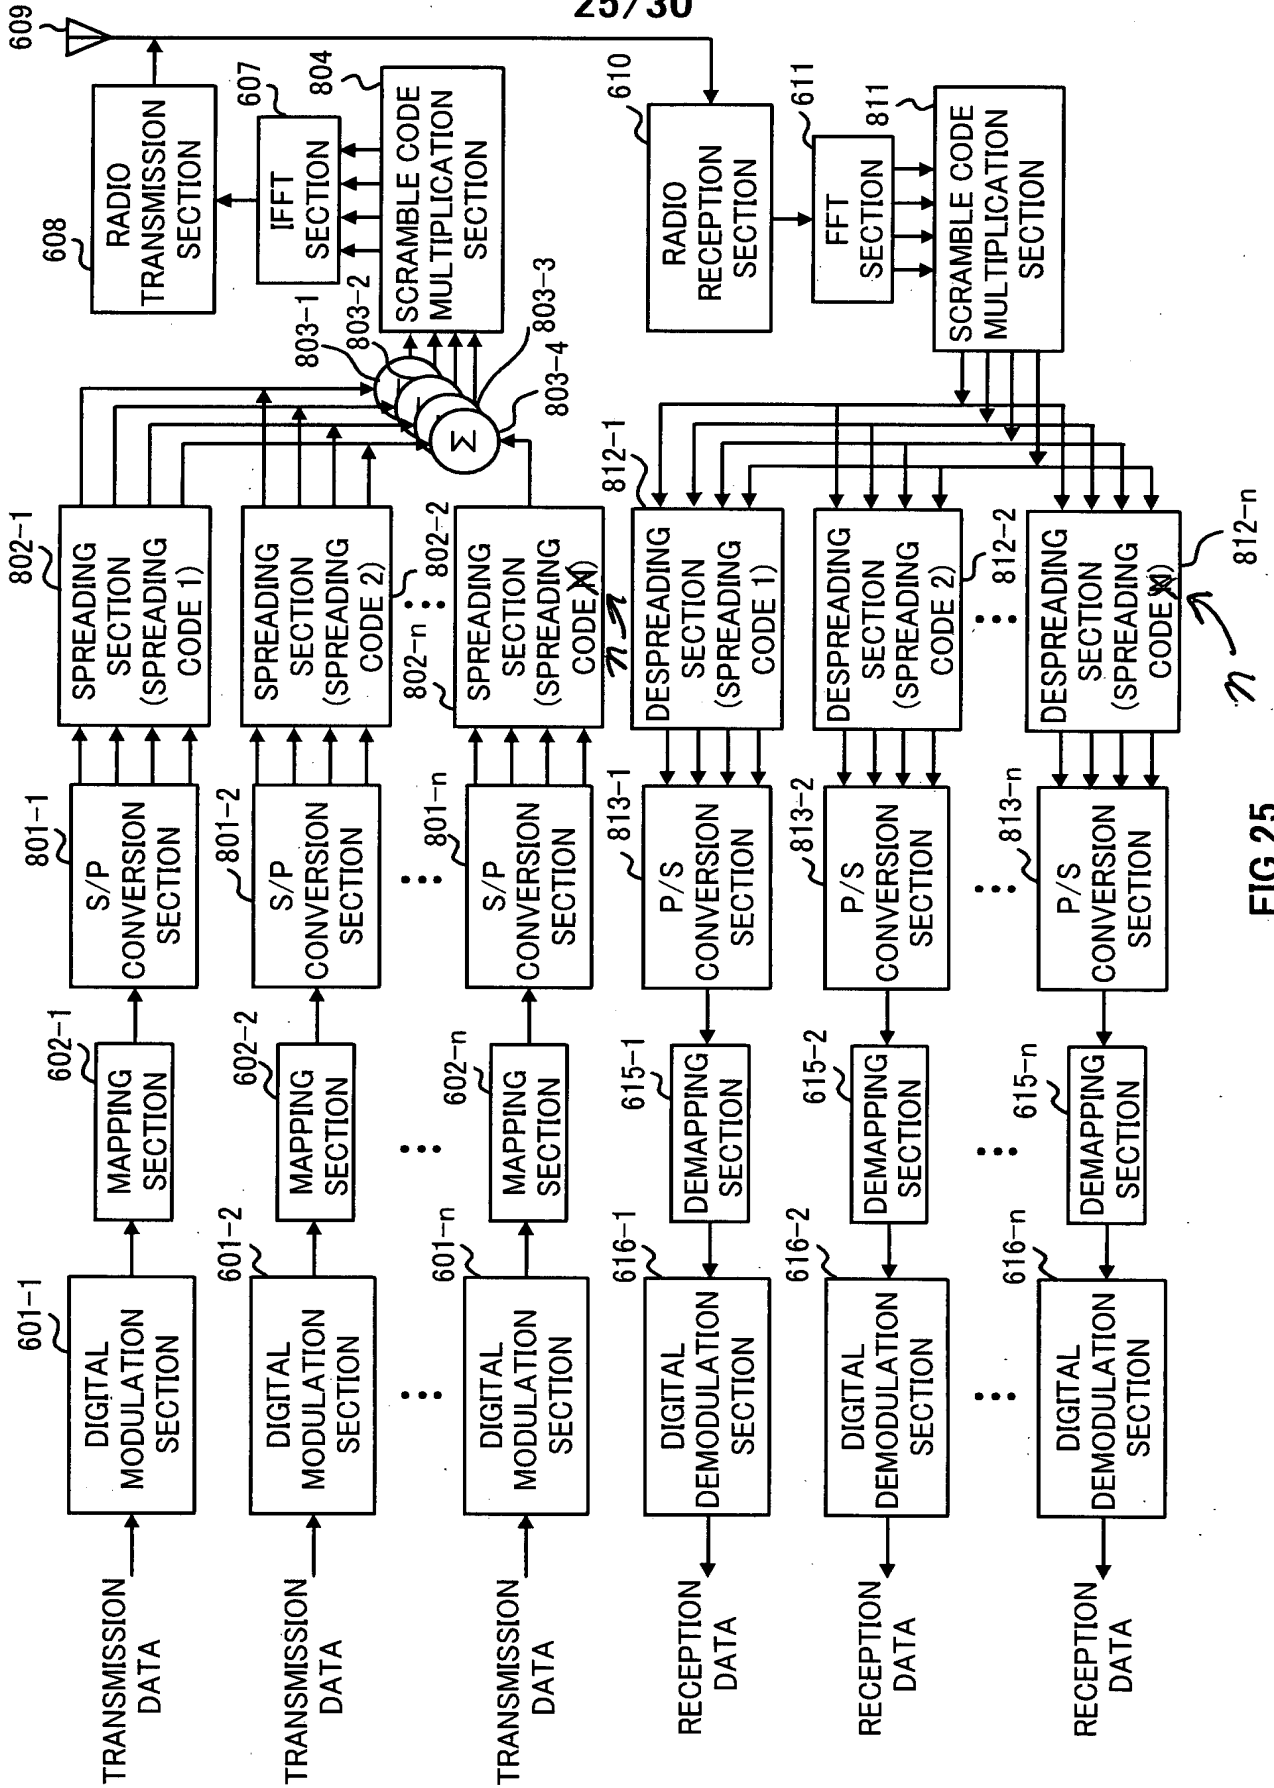 25/30
TRANSMISSION
DATA
601-1
DIGITAL
MODULATION
SECTION
602-1
MAPPING
SECTION
801-1
S/P
CONVERSION
SECTION
802-1
SPREADING
SECTION
(SPREADING
CODE 1)
608
RADIO
TRANSMISSION
SECTION
609
TRANSMISSION
DATA
601-2
DIGITAL
MODULATION
SECTION
602-2
MAPPING
SECTION
801-2
S/P
CONVERSION
SECTION
802-2
SPREADING
SECTION
(SPREADING
CODE 2)
607
IFFT
SECTION
803-1
803-2
803-3
803-4
Σ
804
SCRAMBLE CODE
MULTIPLICATION
SECTION
TRANSMISSION
DATA
601-n
DIGITAL
MODULATION
SECTION
602-n
MAPPING
SECTION
801-n
S/P
CONVERSION
SECTION
802-n
SPREADING
SECTION
(SPREADING
CODE )
n
RECEPTION
DATA
616-1
DIGITAL
DEMODULATION
SECTION
615-1
DEMAPPING
SECTION
813-1
P/S
CONVERSION
SECTION
812-1
DESPREADING
SECTION
(SPREADING
CODE 1)
610
RADIO
RECEPTION
SECTION
RECEPTION
DATA
616-2
DIGITAL
DEMODULATION
SECTION
615-2
DEMAPPING
SECTION
813-2
P/S
CONVERSION
SECTION
812-2
DESPREADING
SECTION
(SPREADING
CODE 2)
611
FFT
SECTION
811
SCRAMBLE CODE
MULTIPLICATION
SECTION
RECEPTION
DATA
616-n
DIGITAL
DEMODULATION
SECTION
615-n
DEMAPPING
SECTION
813-n
P/S
CONVERSION
SECTION
812-n
DESPREADING
SECTION
(SPREADING
CODE )
n
FIG.25